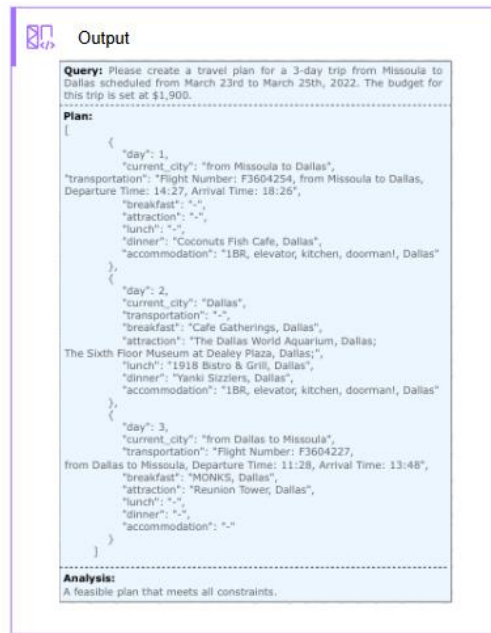 Output
Query: Please create a travel plan for a 3-day trip from Missoula to
Dallas scheduled from March 23rd to March 25th, 2022. The budget for
this trip is set at $1,900.
Plan:
[
{
"day": 1,
"current_city": "from Missoula to Dallas",
"transportation": "Flight Number: F3604254, from Missoula to Dallas,
Departure Time: 14:27, Arrival Time: 18:26",
"breakfast": "-",
"attraction": "-",
"lunch": "-",
"dinner": "Coconuts Fish Cafe, Dallas",
"accommodation": "1BR, elevator, kitchen, doorman!, Dallas"
},
{
"day": 2,
"current_city": "Dallas",
"transportation": "-",
"breakfast": "Cafe Gatherings, Dallas",
"attraction": "The Dallas World Aquarium, Dallas;
The Sixth Floor Museum at Dealey Plaza, Dallas;",
"lunch": "1918 Bistro & Grill, Dallas",
"dinner": "Yanki Sizzlers, Dallas",
"accommodation": "1BR, elevator, kitchen, doorman!, Dallas"
},
{
"day": 3,
"current_city": "from Dallas to Missoula",
"transportation": "Flight Number: F3604227,
from Dallas to Missoula, Departure Time: 11:28, Arrival Time: 13:48",
"breakfast": "MONKS, Dallas",
"attraction": "Reunion Tower, Dallas",
"lunch": "-",
"dinner": "-",
"accommodation": "-"
}
]
Analysis:
A feasible plan that meets all constraints.